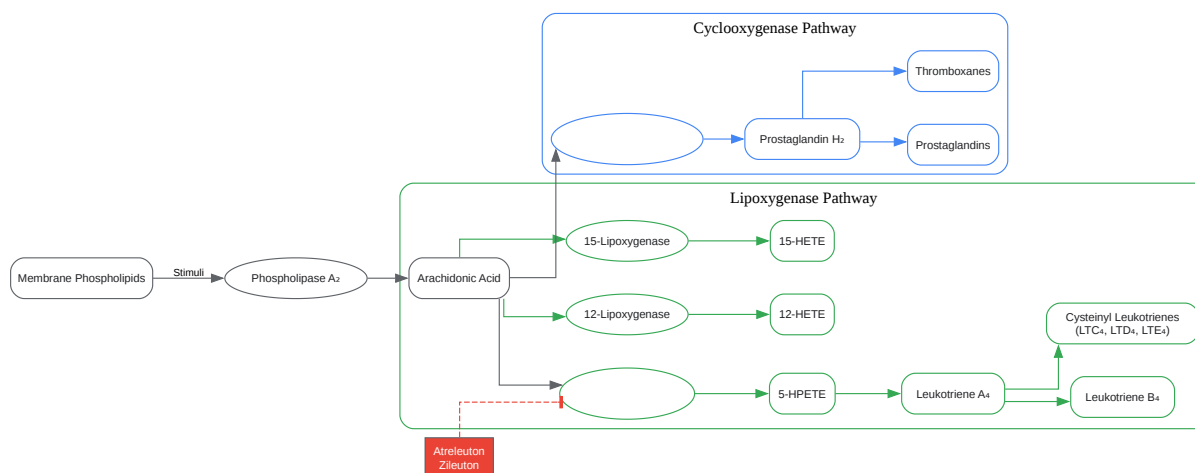 Cyclooxygenase Pathway
Thromboxanes
Prostaglandin H₂
Prostaglandins
Lipoxygenase Pathway
15-Lipoxygenase
15-HETE
Membrane Phospholipids
Stimuli
Phospholipase A₂
Arachidonic Acid
12-Lipoxygenase
12-HETE
Cysteinyl Leukotrienes
(LTC₄, LTD₄, LTE₄)
5-HPETE
Leukotriene A₄
Leukotriene B₄
Atreleuton
Zileuton